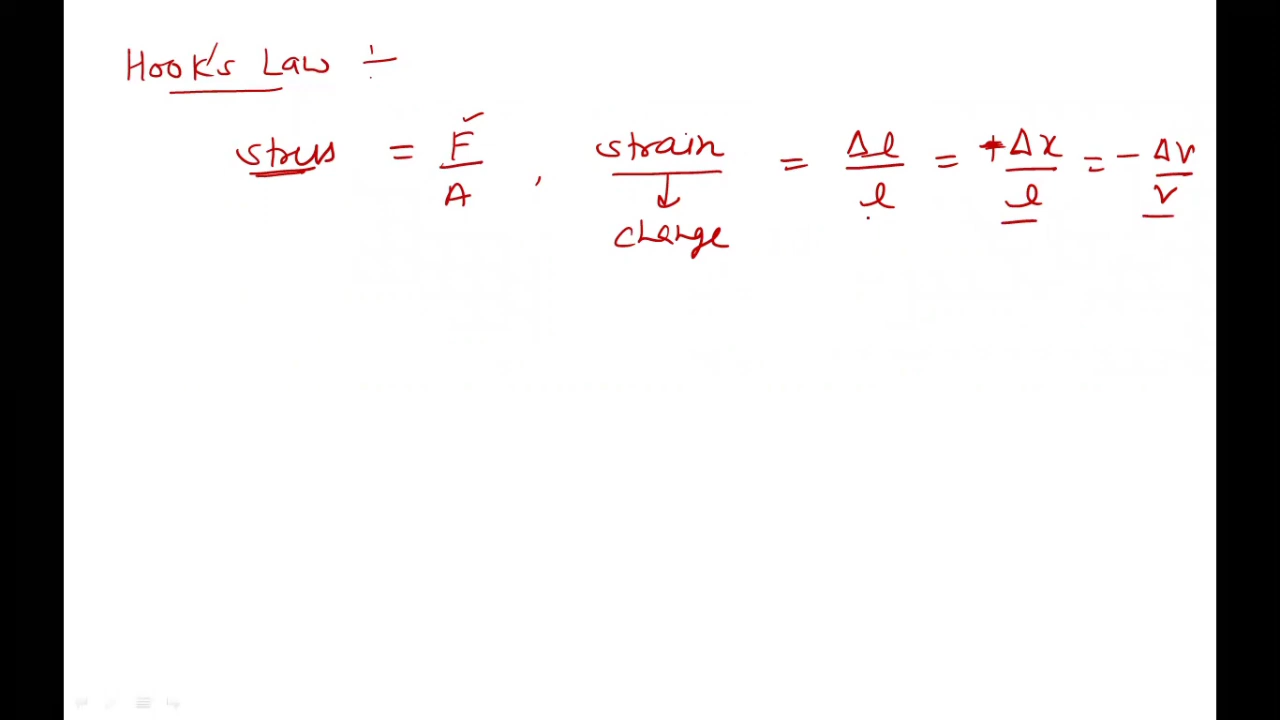 Hook's Law ÷
stress = F/A , strain = Δl/l = +Δx/l = - Δv/v
↓
change